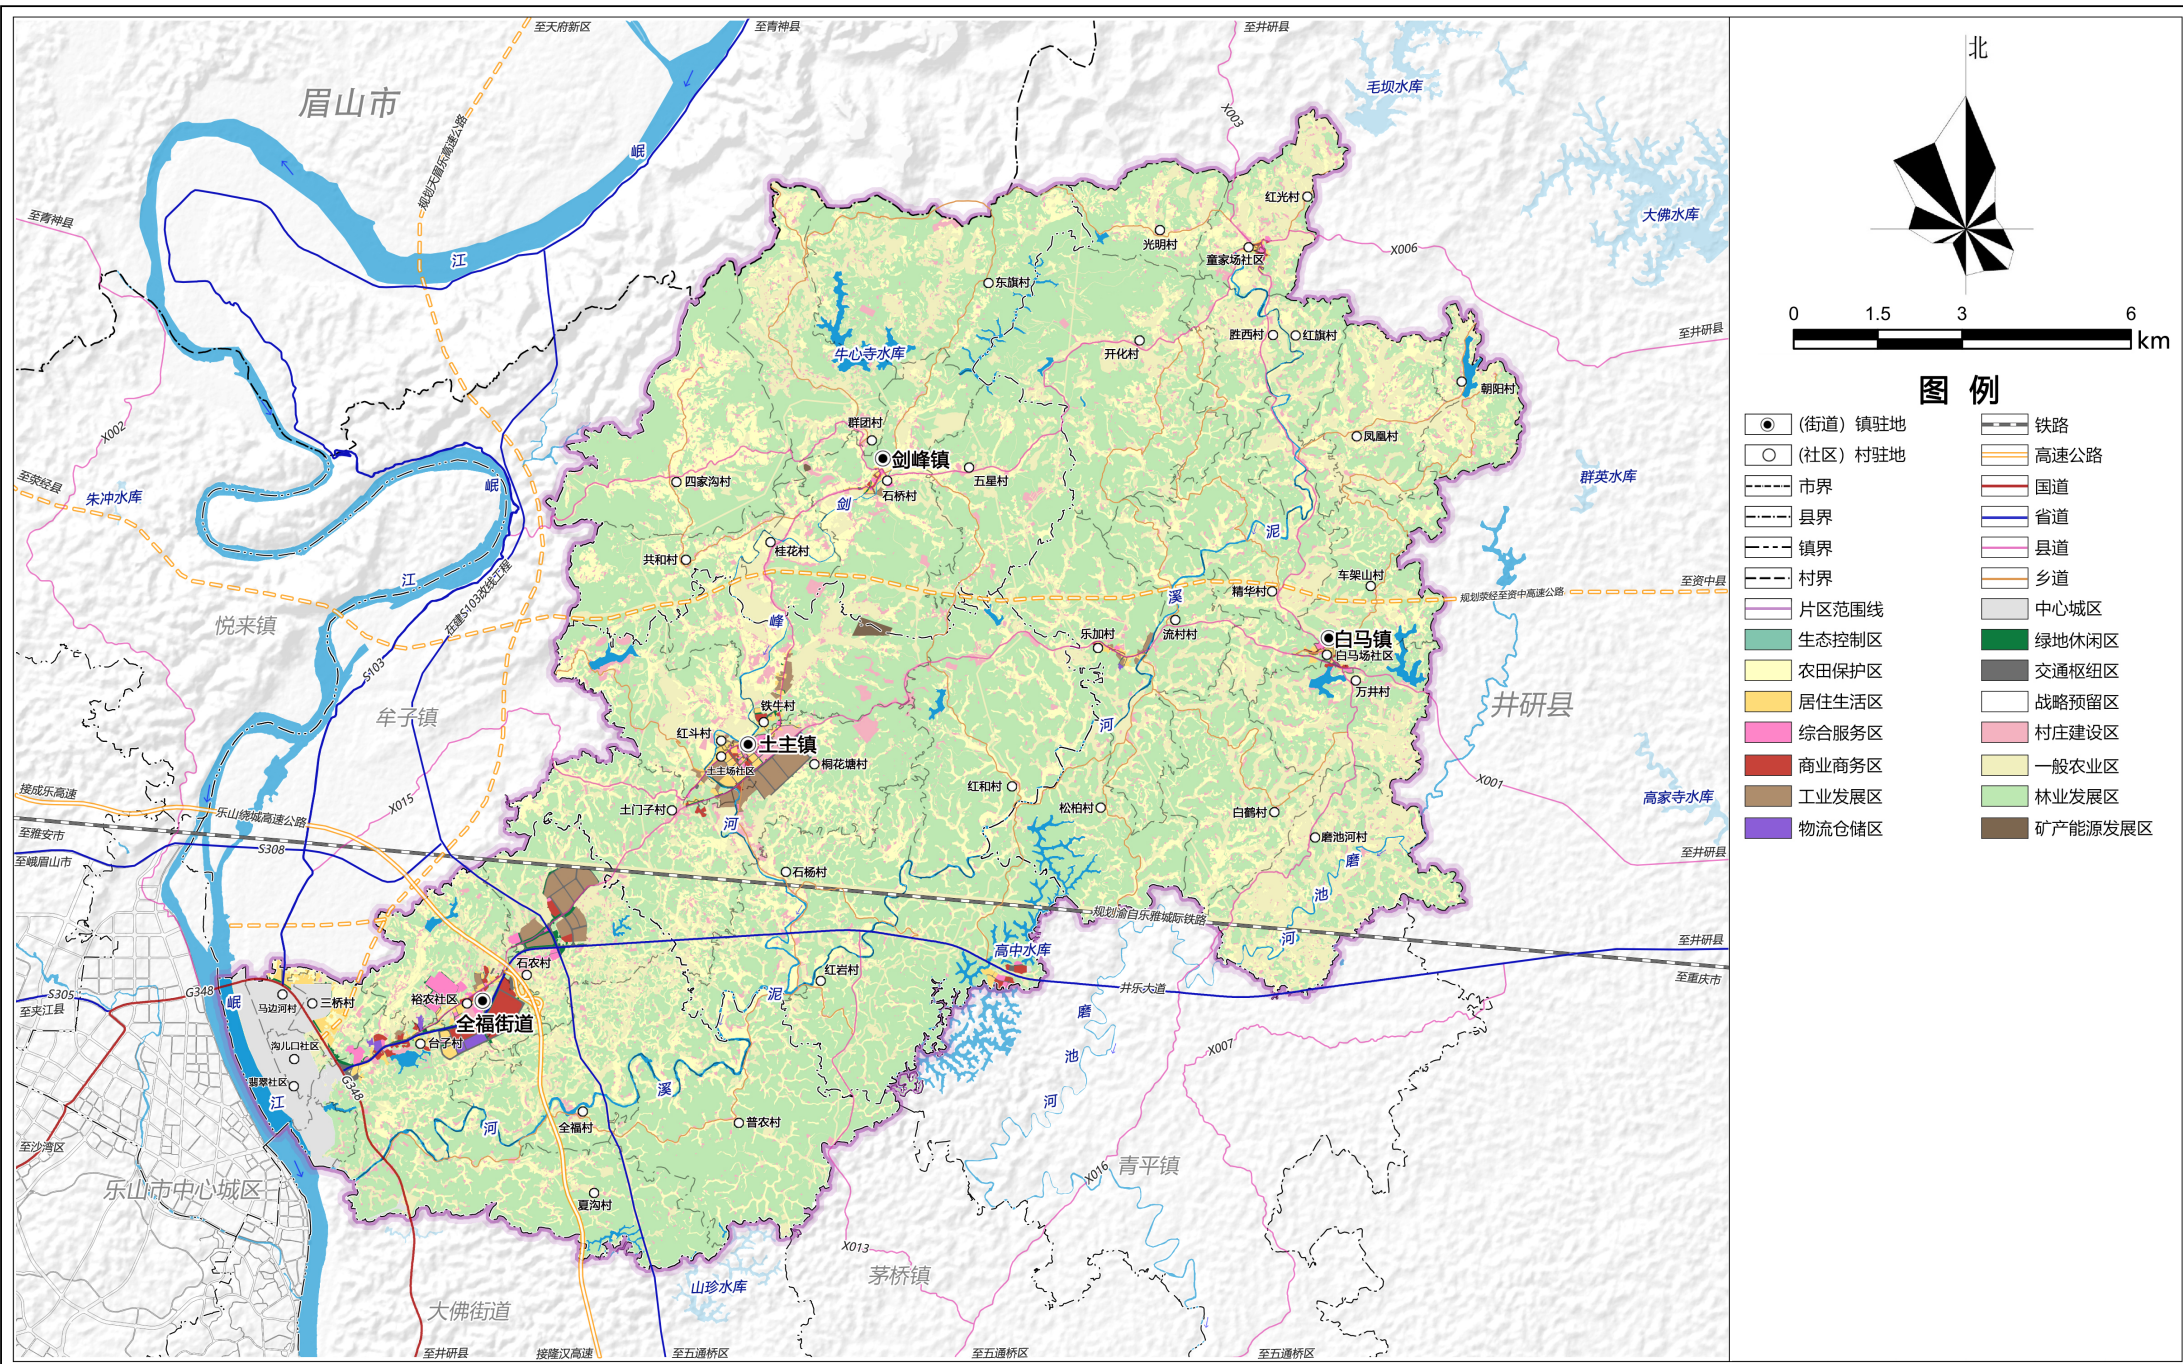 至天府新区
至青神县
至井研县
北
眉山市
毛坝水库
X003
规划天眉乐高速公路
岷
江
大佛水库
红光村
光明村
童家场社区
X006
至青神县
东旗村
0 1.5 3 6 km
胜西村
红旗村
至井研县
开化村
牛心寺水库
朝阳村
图 例
(街道）镇驻地
铁路
(社区）村驻地
高速公路
市界
国道
县界
省道
镇界
县道
村界
乡道
片区范围线
中心城区
生态控制区
绿地休闲区
农田保护区
交通枢纽区
居住生活区
战略预留区
综合服务区
村庄建设区
商业商务区
一般农业区
工业发展区
林业发展区
物流仓储区
矿产能源发展区
X002
群团村
凤凰村
剑峰镇
五星村
四家沟村
石桥村
群英水库
至荥经县
朱冲水库
岷
剑
泥
桂花村
共和村
江
在建S103改线工程
车架山村
精华村
至资中县
规划荥经至资中高速公路
溪
悦来镇
峰
乐加村
流村村
白马镇
白马场社区
万井村
S103
牟子镇
井研县
铁牛村
红斗村
土主镇
土主场社区
桐花塘村
河
红和村
松柏村
白鹤村
X001
高家寺水库
接成乐高速
X015
土门子村
乐山绕城高速公路
河
磨池河村
至雅安市
S308
至峨眉山市
磨
至井研县
石杨村
池
规划渝自乐雅城际铁路
河
至井研县
高中水库
石农村
红岩村
至重庆市
井乐大道
泥
S305
G348
岷
马边河村
三桥村
裕农社区
至夹江县
全福街道
磨
台子村
沟儿口社区
池
X007
翡翠社区
G348
江
溪
河
全福村
河
普农村
至沙湾区
青平镇
X016
乐山市中心城区
夏沟村
X013
茅桥镇
山珍水库
大佛街道
至井研县
接隆汉高速
至五通桥区
至五通桥区
至五通桥区